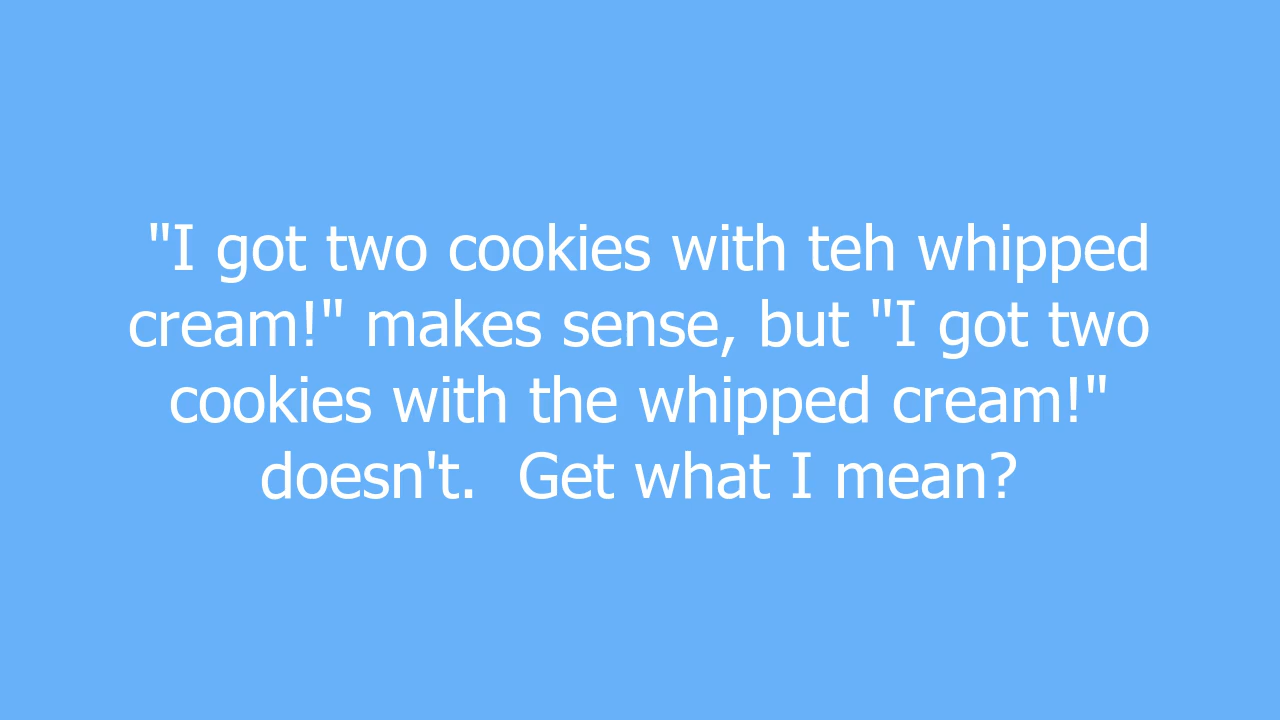 "I got two cookies with teh whipped
cream!" makes sense, but "I got two
cookies with the whipped cream!"
doesn't.  Get what I mean?